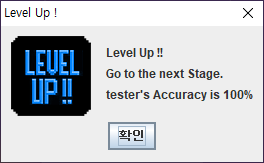 Level Up !
LEVEL
UP !!
Level Up !!
Go to the next Stage.
tester's Accuracy is 100%
확인